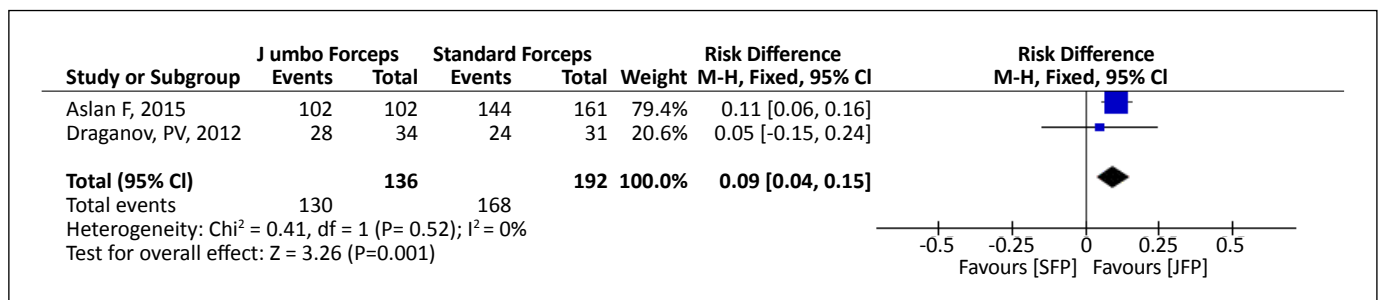 J umbo Forceps Standard Forceps Risk Difference Risk Difference
Study or Subgroup Events Total Events Total Weight M-H, Fixed, 95% CI M-H, Fixed, 95% CI
Aslan F, 2015 102 102 144 161 79.4% 0.11 [0.06, 0.16]
Draganov, PV, 2012 28 34 24 31 20.6% 0.05 [-0.15, 0.24]
Total (95% CI) 136 192 100.0% 0.09 [0.04, 0.15]
Total events 130 168
Heterogeneity: Chi² = 0.41, df = 1 (P= 0.52); I² = 0%
Test for overall effect: Z = 3.26 (P=0.001)
-0.5 -0.25 0 0.25 0.5
Favours [SFP] Favours [JFP]